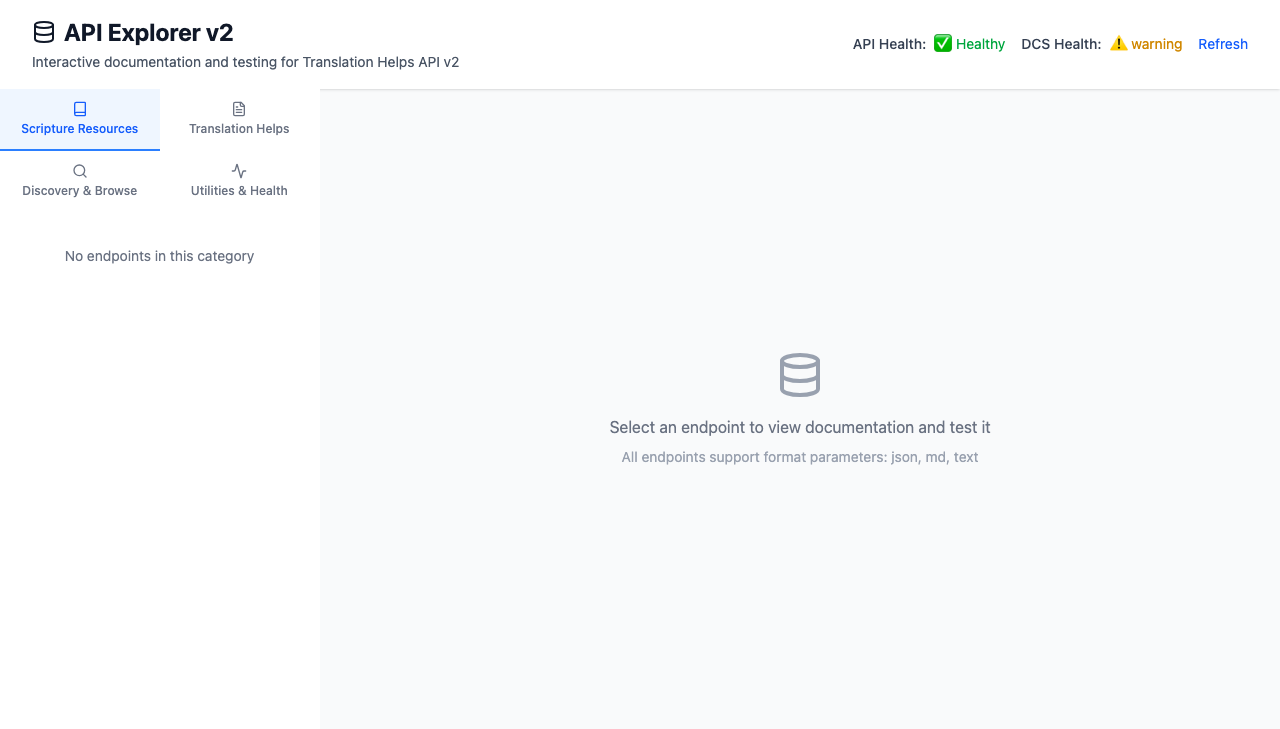 API Explorer v2
Interactive documentation and testing for Translation Helps API v2
API Health: ✅ Healthy DCS Health: ⚠️ warning Refresh
Scripture Resources
Translation Helps
Discovery & Browse
Utilities & Health
No endpoints in this category
Select an endpoint to view documentation and test it
All endpoints support format parameters: json, md, text